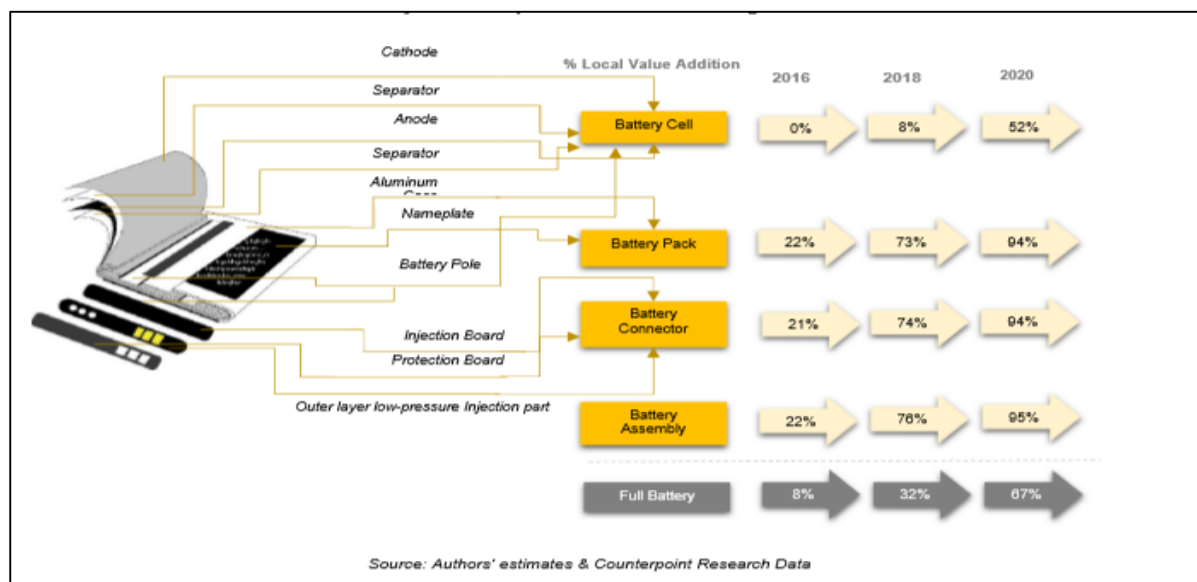 Cathode
% Local Value Addition
2016
2018
2020
Separator
Anode
Battery Cell
0%
8%
52%
Separator
Aluminum
Nameplate
Battery Pack
22%
73%
94%
Battery Pole
Battery
Connector
21%
74%
94%
Injection Board
Protection Board
Outer layer low-pressure Injection part
Battery
Assembly
22%
76%
95%
Full Battery
8%
32%
67%
Source: Authors' estimates & Counterpoint Research Data